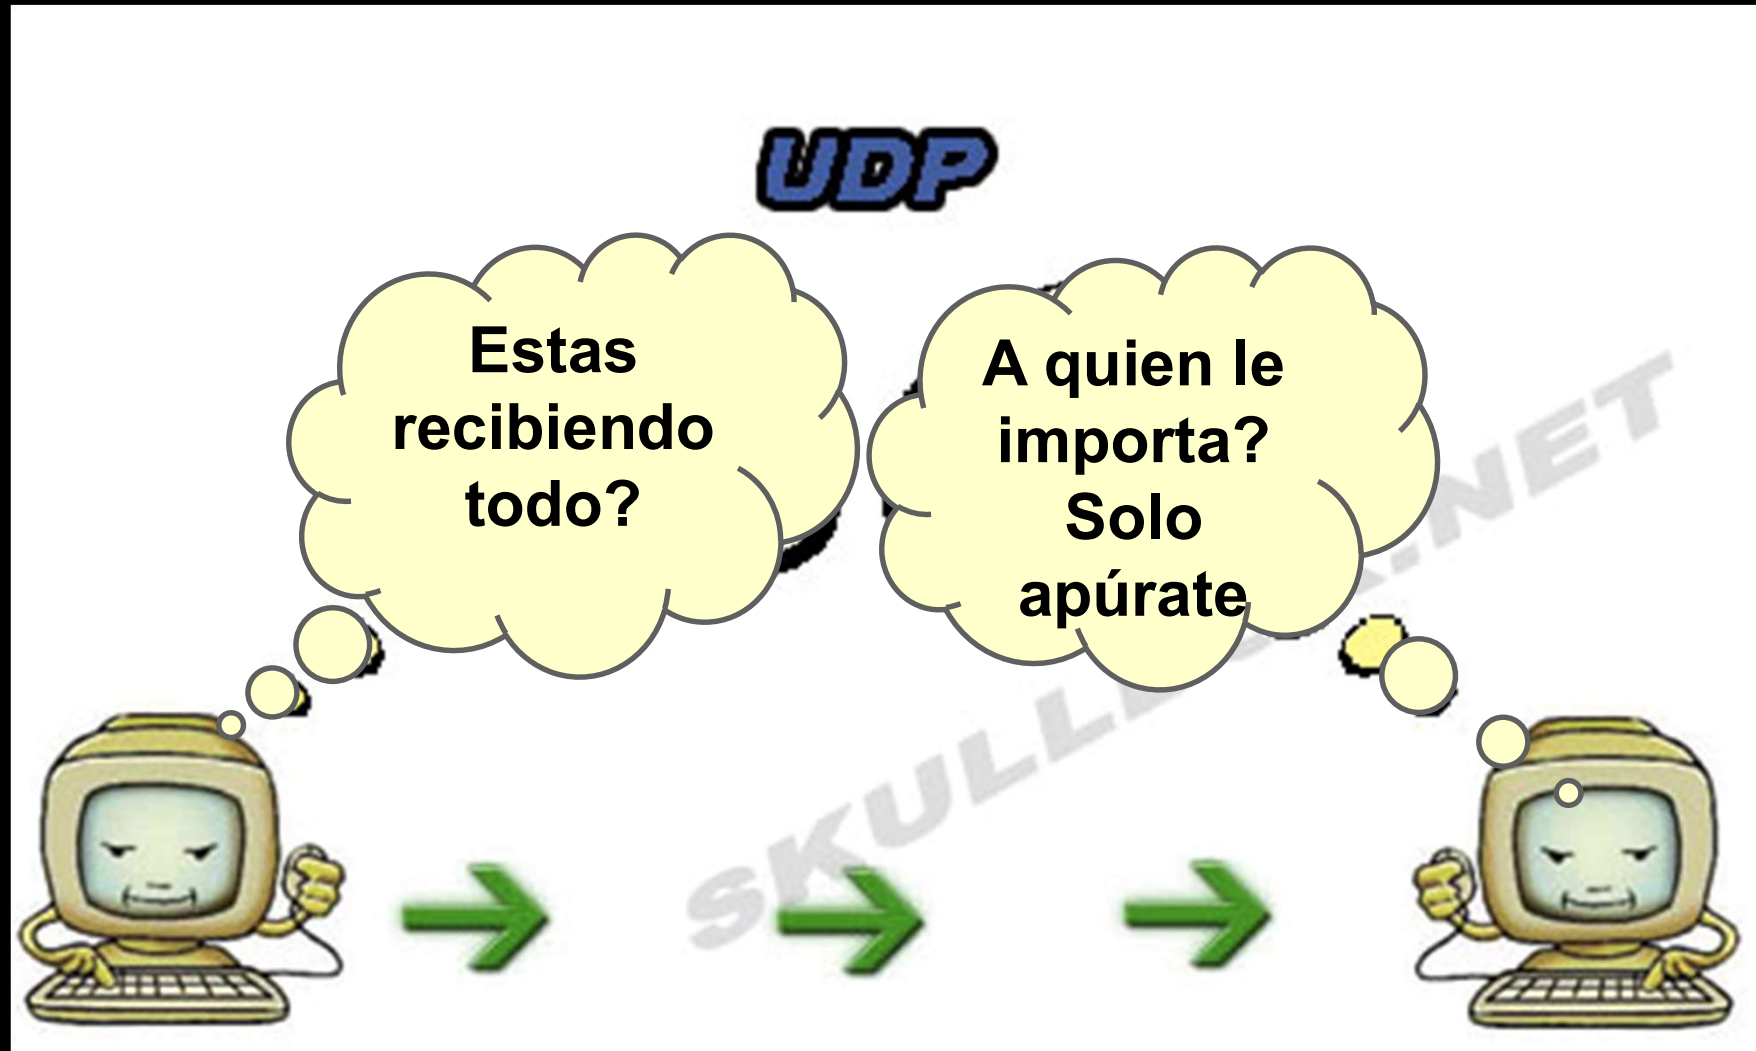 UDP
Estas
recibiendo
todo?
A quien le
importa?
Solo
apúrate